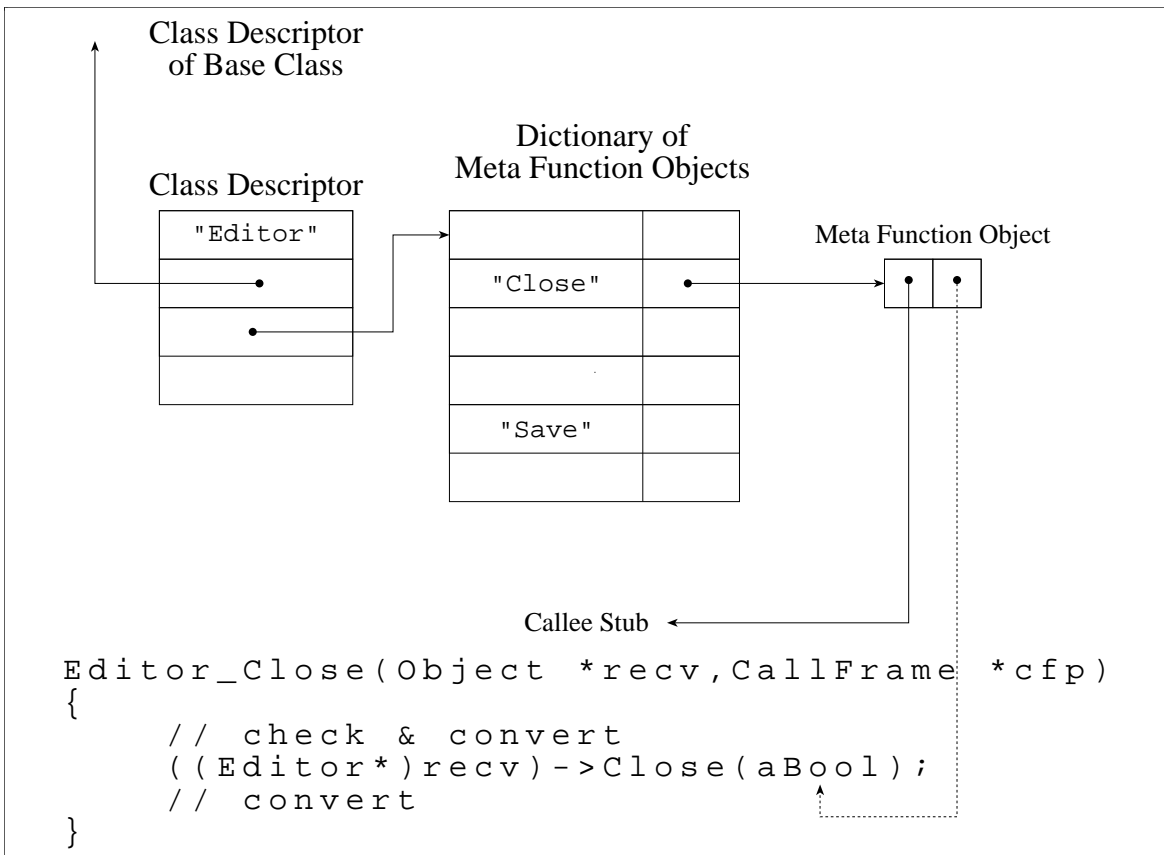 Class Descriptor
of Base Class
Dictionary of
Meta Function Objects
Class Descriptor
"Editor"
Meta Function Object
"Close"
"Save"
Callee Stub
Editor_Close(Object *recv,CallFrame *cfp)
{
// check & convert
((Editor*)recv)->Close(aBool);
// convert
}